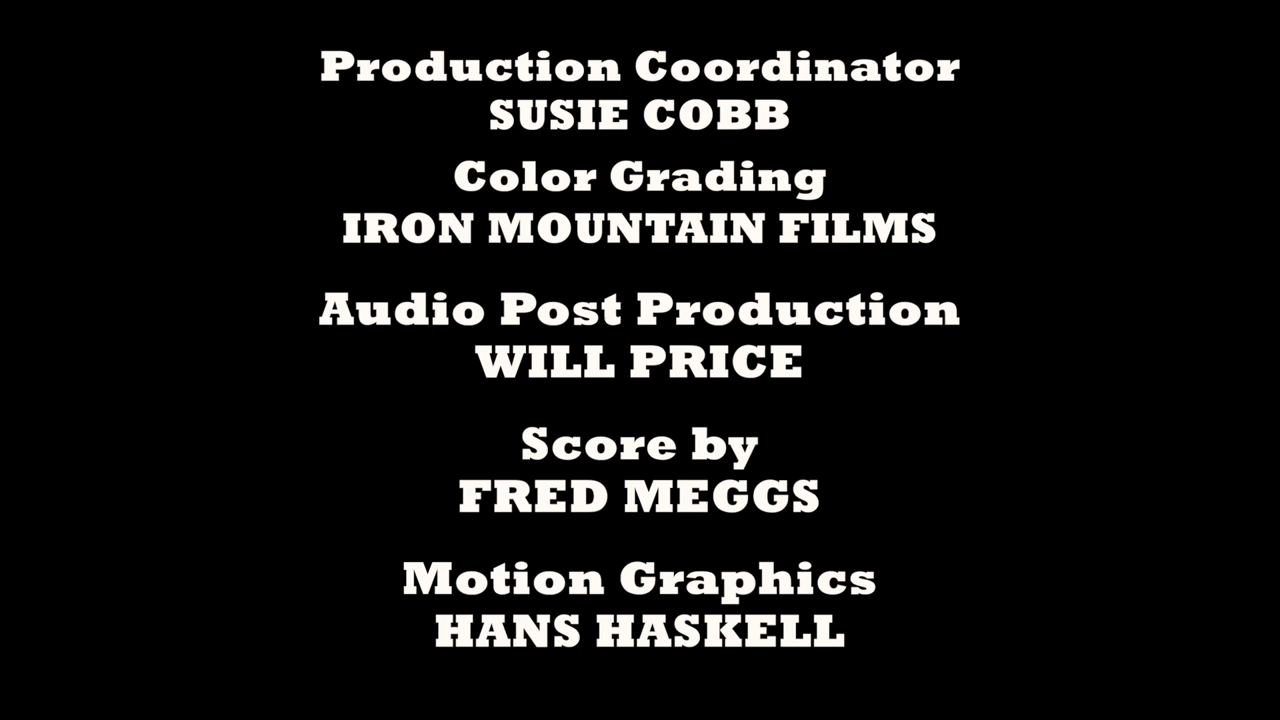 Production Coordinator
SUSIE COBB
Color Grading
IRON MOUNTAIN FILMS
Audio Post Production
WILL PRICE
Score by
FRED MEGGS
Motion Graphics
HANS HASKELL